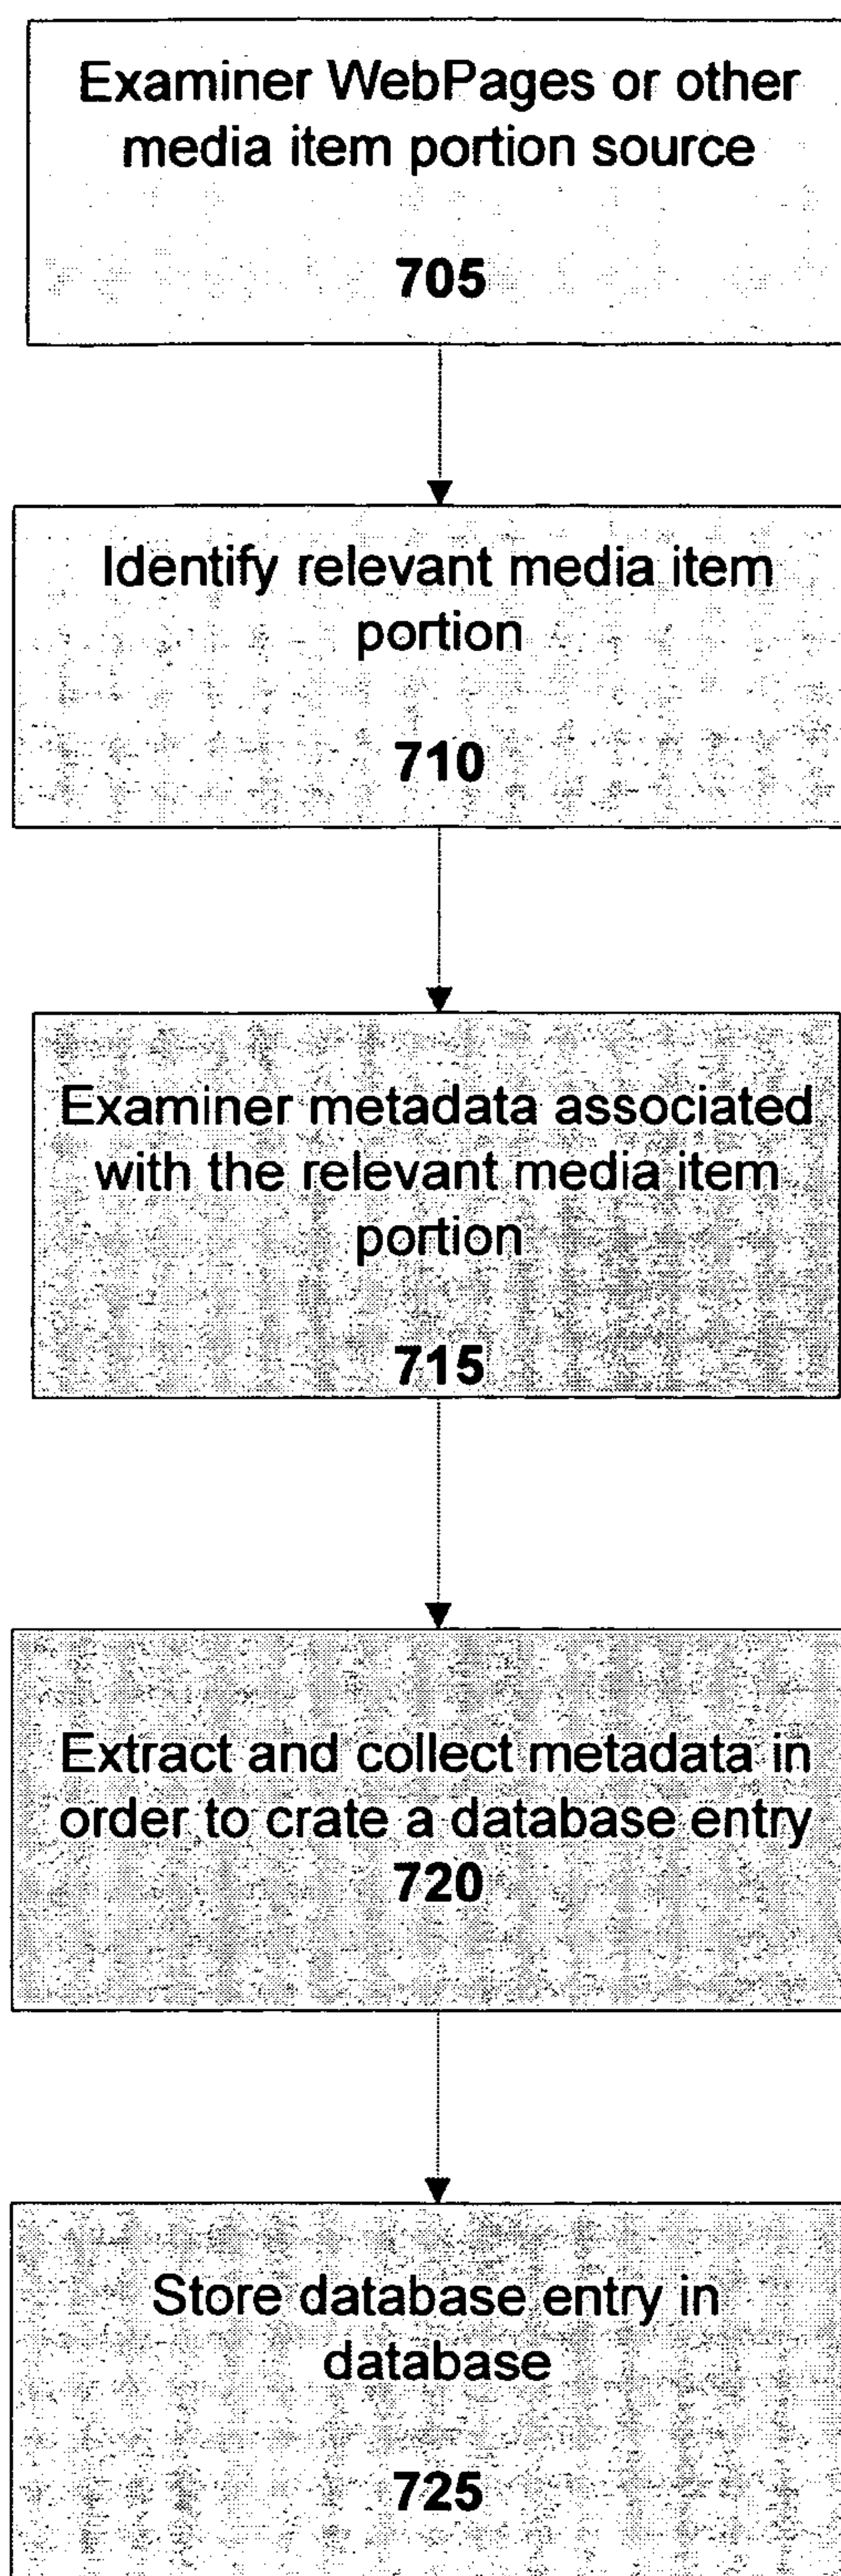 Examiner WebPages or other
media item portion source
705
Identify relevant media item
portion
710
Examiner metadata associated
with the relevant media item
portion
715
Extract and collect metadata in
order to crate a database entry
720
Store database entry in
database
725